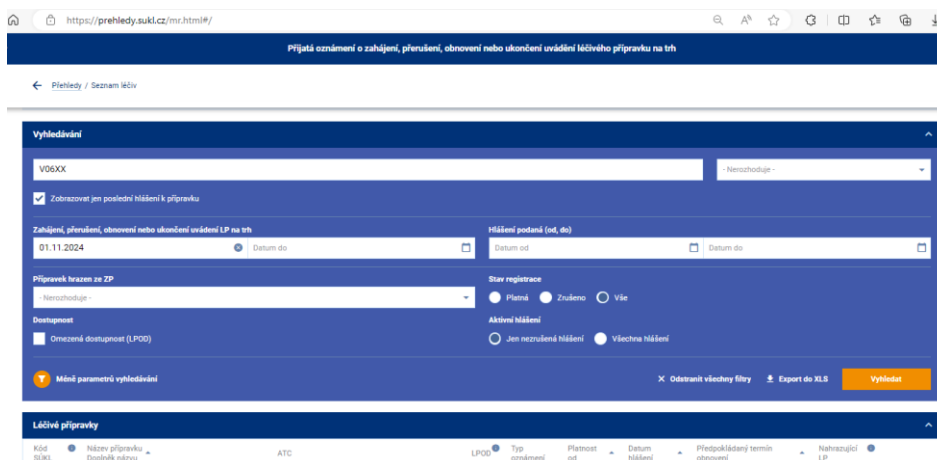 https://prehledy.sukl.cz/mr.html#/
Přijatá oznámení o zahájení, přerušení, obnovení nebo ukončení uvádění léčivého přípravku na trh
Přehledy / Seznam léčiv
Vyhledávání
V06XX
- Nerozhoduje -
Zobrazovat jen poslední hlášení k přípravku
Zahájení, přerušení, obnovení nebo ukončení uvádění LP na trh
Hlášení podaná (od, do)
01.11.2024 Datum do Datum od Datum do
Přípravek hrazen ze ZP
Stav registrace
- Nerozhoduje -
Platná Zrušeno Vše
Dostupnost
Aktivní hlášení
Omezená dostupnost (LPOD)
Jen nezrušená hlášení Všechna hlášení
Méně parametrů vyhledávání Odstranit všechny filtry Export do XLS Vyhledat
Léčivé přípravky
Kód Název přípravku ATC LPOD Typ Platnost Datum Předpokládaný termín Nahrazující
SÚKL Doplněk názvu oznámení od hlášení obnovení LP